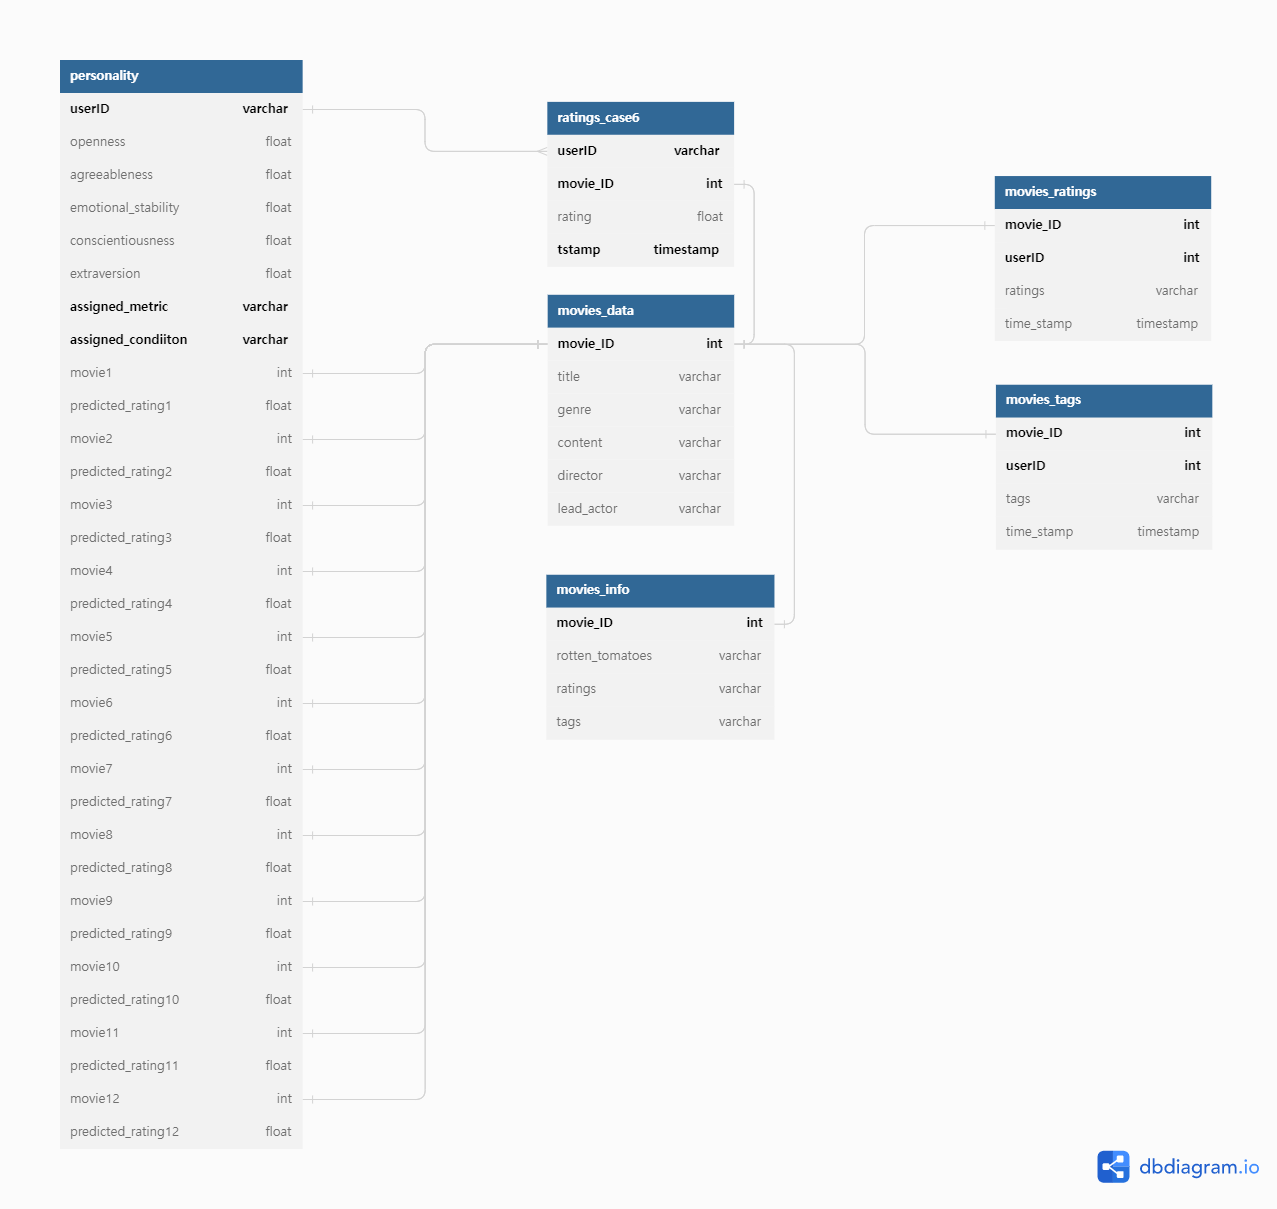 personality
userID varchar
openness float
agreeableness float
emotional_stability float
conscientiousness float
extraversion float
assigned_metric varchar
assigned_condiiton varchar
movie1 int
predicted_rating1 float
movie2 int
predicted_rating2 float
movie3 int
predicted_rating3 float
movie4 int
predicted_rating4 float
movie5 int
predicted_rating5 float
movie6 int
predicted_rating6 float
movie7 int
predicted_rating7 float
movie8 int
predicted_rating8 float
movie9 int
predicted_rating9 float
movie10 int
predicted_rating10 float
movie11 int
predicted_rating11 float
movie12 int
predicted_rating12 float
ratings_case6
userID varchar
movie_ID int
rating float
tstamp timestamp
movies_data
movie_ID int
title varchar
genre varchar
content varchar
director varchar
lead_actor varchar
movies_info
movie_ID int
rotten_tomatoes varchar
ratings varchar
tags varchar
movies_ratings
movie_ID int
userID int
ratings varchar
time_stamp timestamp
movies_tags
movie_ID int
userID int
tags varchar
time_stamp timestamp
dbdiagram.io